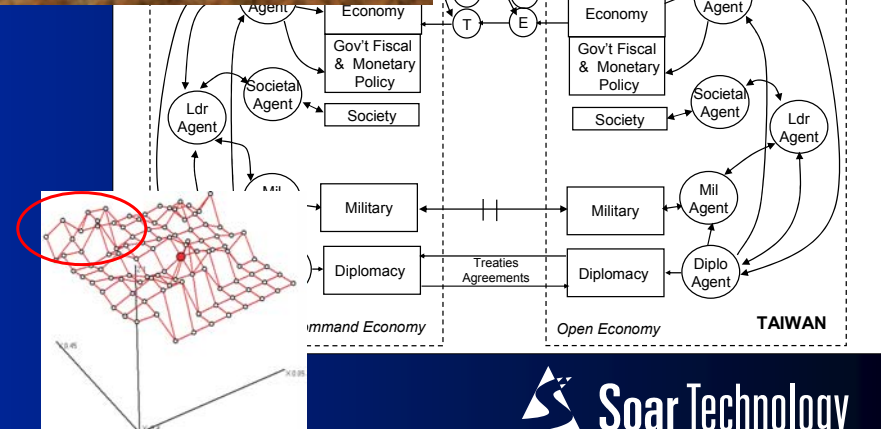 Agent
Economy
T
E
Economy
Agent
Gov't Fiscal
& Monetary
Policy
Gov't Fiscal
& Monetary
Policy
Societal
Agent
Society
Ldr
Agent
Society
Societal
Agent
Ldr
Agent
Mil
Military
Military
Mil
Agent
Diplomacy
Treaties
Agreements
Diplomacy
Diplo
Agent
mmand Economy
Open Economy
TAIWAN
Soar Technology